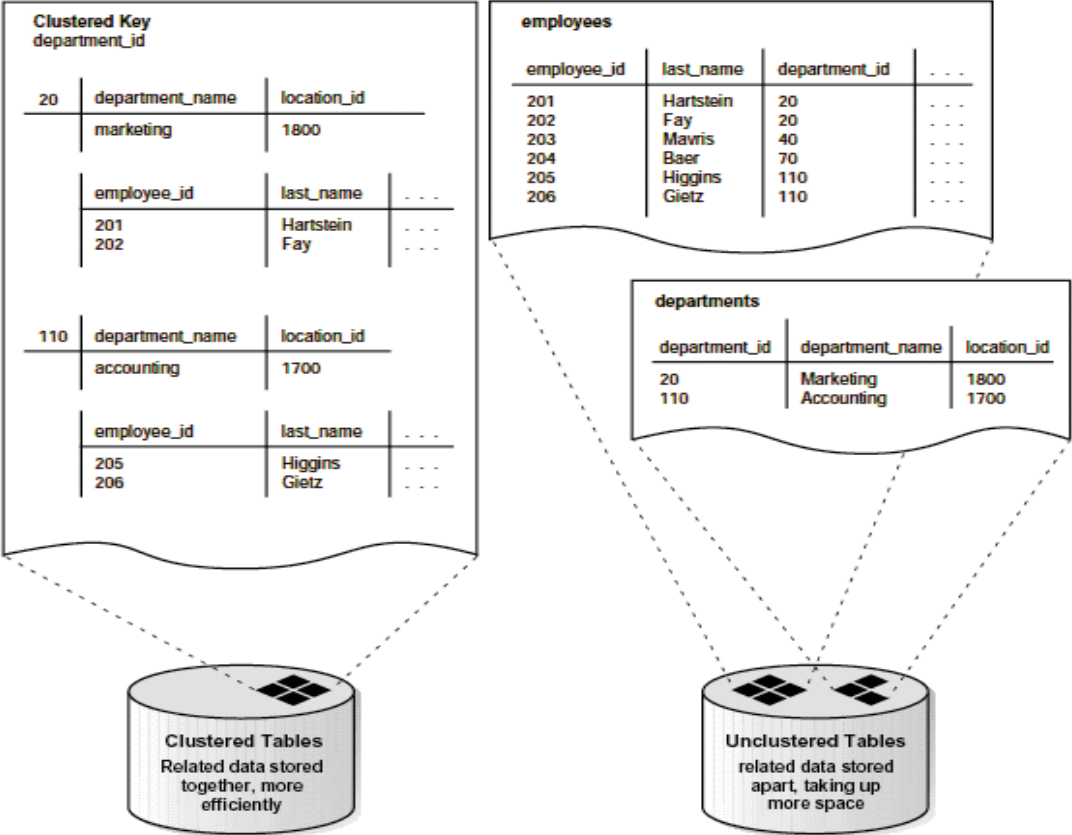 Clustered Key
department_id
20 department_name location_id
marketing 1800
employee_id last_name . . .
201 Hartstein . . .
202 Fay . . .
110 department_name location_id
accounting 1700
employee_id last_name . . .
205 Higgins . . .
206 Gietz . . .
employees
employee_id last_name department_id . . .
201 Hartstein 20 . . .
202 Fay 20 . . .
203 Mavris 40 . . .
204 Baer 70 . . .
205 Higgins 110 . . .
206 Gietz 110 . . .
departments
department_id department_name location_id
20 Marketing 1800
110 Accounting 1700
Clustered Tables
Related data stored
together, more
efficiently
Unclustered Tables
related data stored
apart, taking up
more space